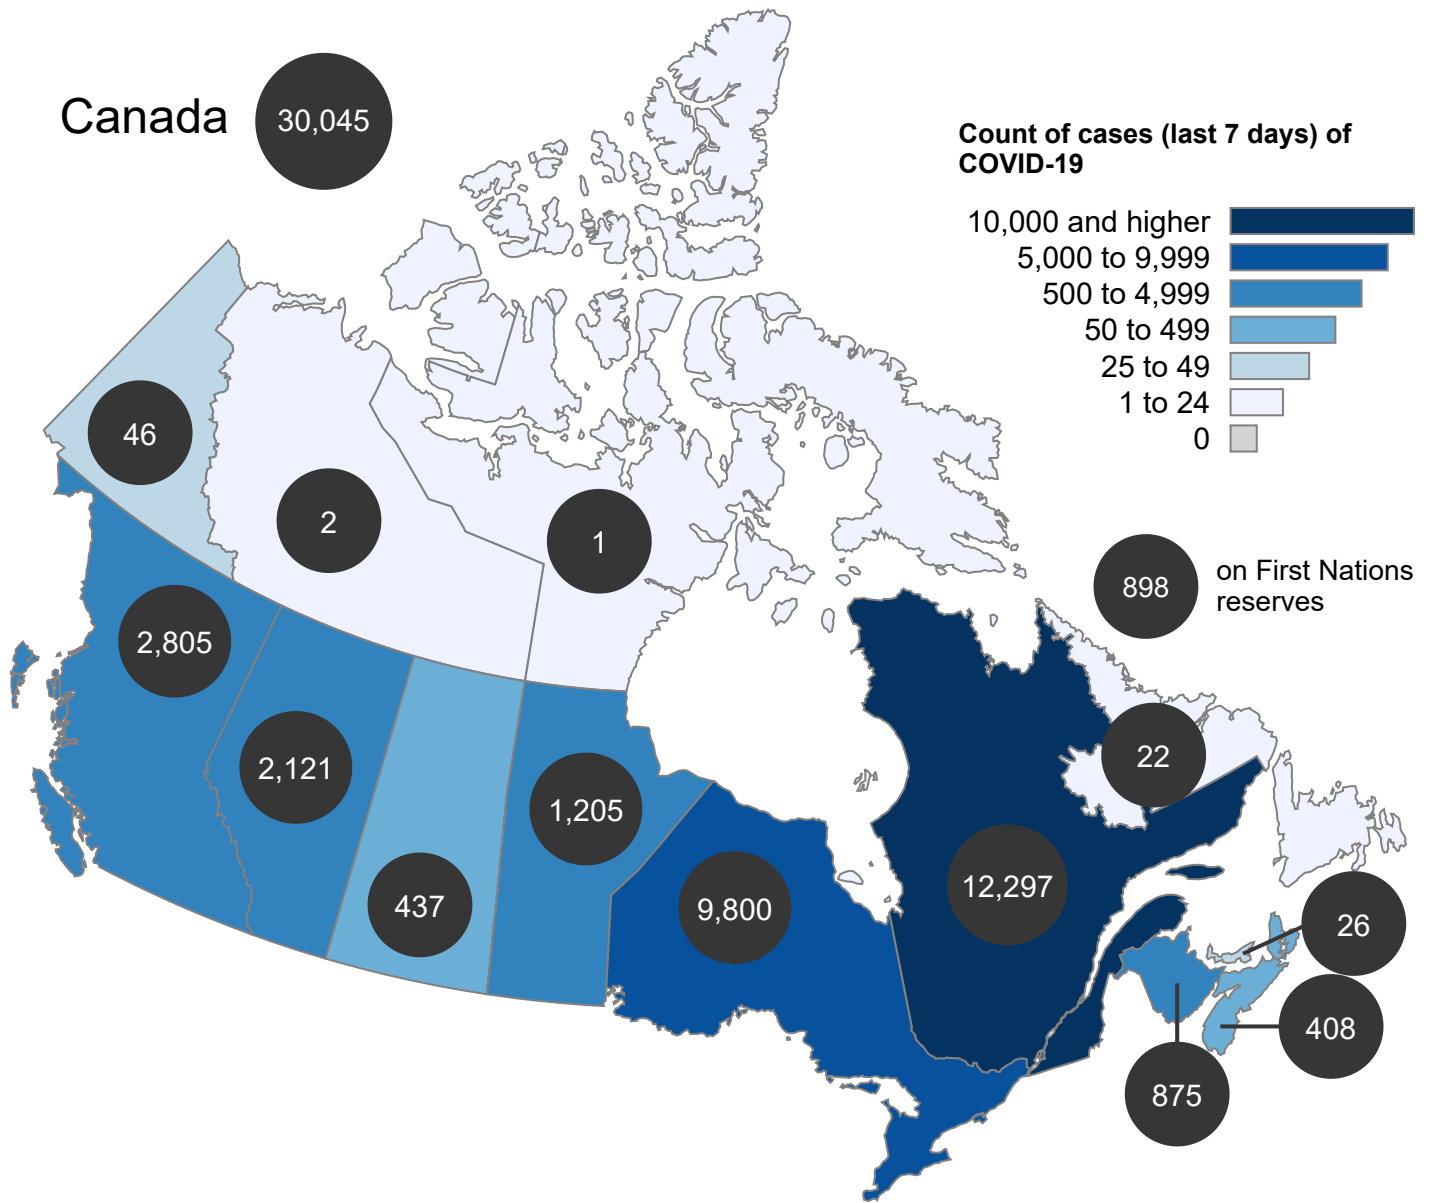 Canada
30,045
Count of cases (last 7 days) of
COVID-19
10,000 and higher
5,000 to 9,999
500 to 4,999
50 to 499
25 to 49
1 to 24
0
46
2
1
898
on First Nations
reserves
2,805
2,121
437
1,205
9,800
12,297
22
26
408
875